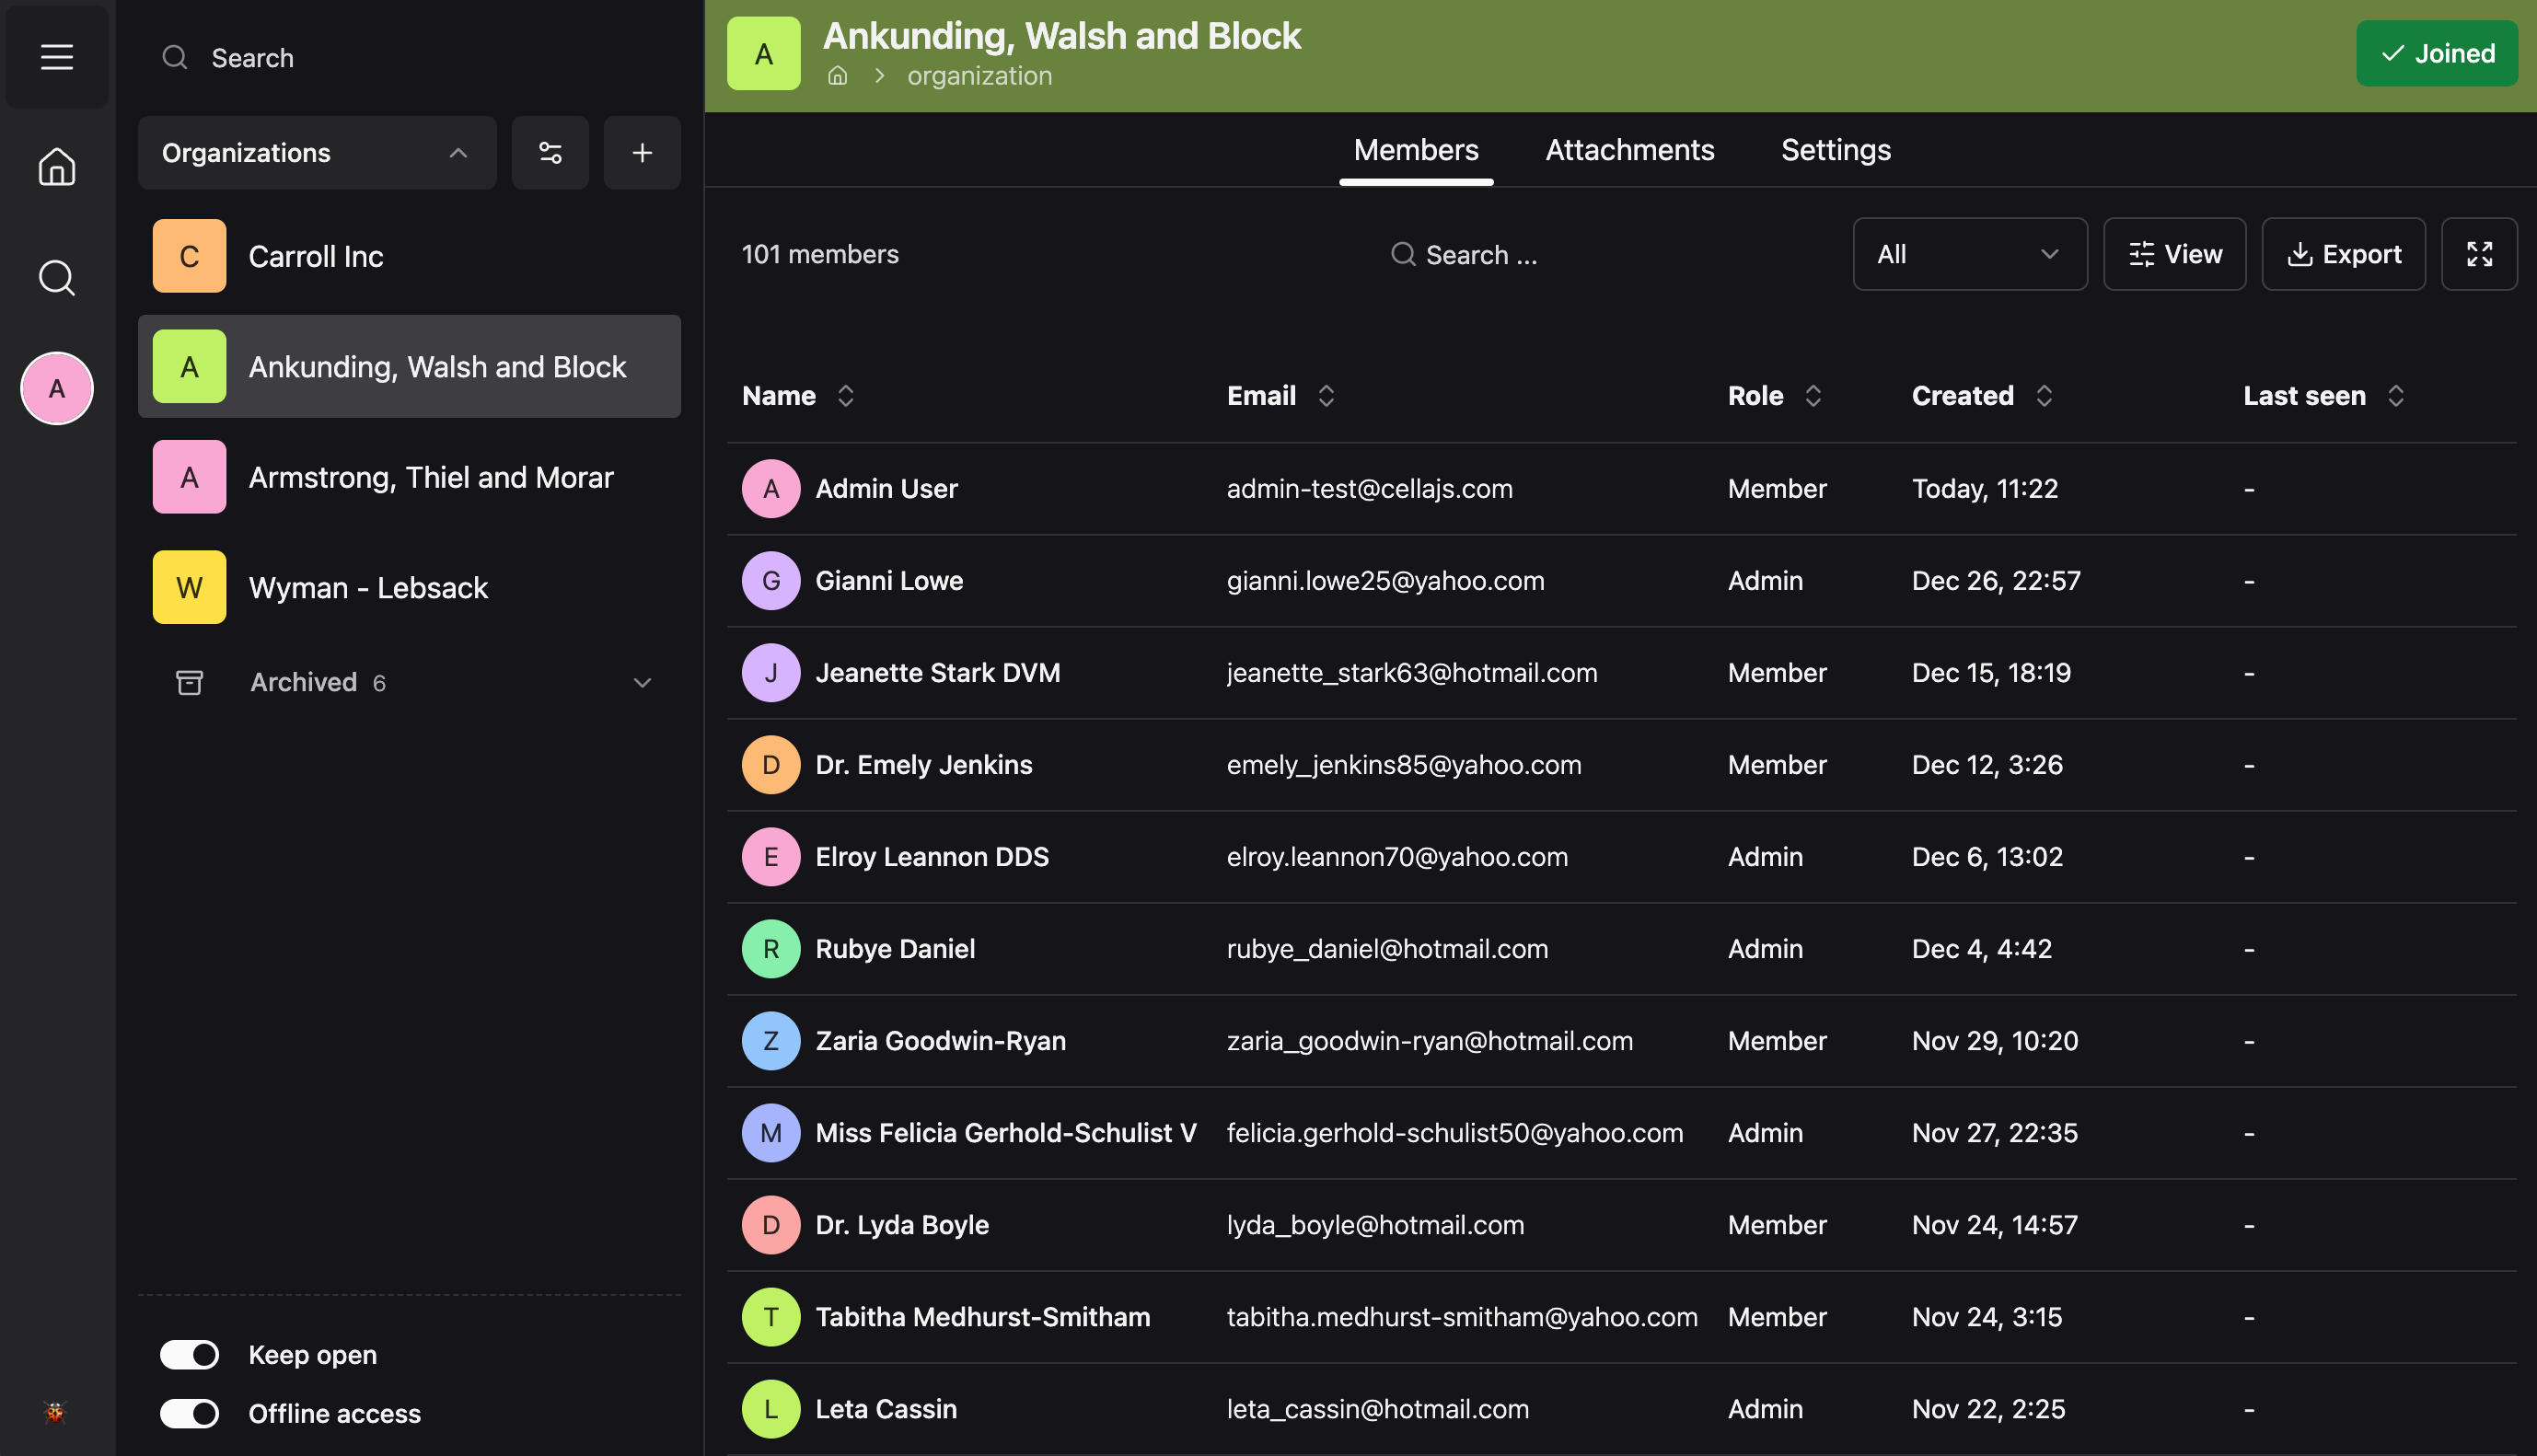 Search
Organizations
C Carroll Inc
A Ankunding, Walsh and Block
A
A Armstrong, Thiel and Morar
W Wyman - Lebsack
Archived 6
Keep open
Offline access
A Ankunding, Walsh and Block
organization
Joined
Members Attachments Settings
101 members Search ... All View Export
Name Email Role Created Last seen
A Admin User admin-test@cellajs.com Member Today, 11:22 -
G Gianni Lowe gianni.lowe25@yahoo.com Admin Dec 26, 22:57 -
J Jeanette Stark DVM jeanette_stark63@hotmail.com Member Dec 15, 18:19 -
D Dr. Emely Jenkins emely_jenkins85@yahoo.com Member Dec 12, 3:26 -
E Elroy Leannon DDS elroy.leannon70@yahoo.com Admin Dec 6, 13:02 -
R Rubye Daniel rubye_daniel@hotmail.com Admin Dec 4, 4:42 -
Z Zaria Goodwin-Ryan zaria_goodwin-ryan@hotmail.com Member Nov 29, 10:20 -
M Miss Felicia Gerhold-Schulist V felicia.gerhold-schulist50@yahoo.com Admin Nov 27, 22:35 -
D Dr. Lyda Boyle lyda_boyle@hotmail.com Member Nov 24, 14:57 -
T Tabitha Medhurst-Smitham tabitha.medhurst-smitham@yahoo.com Member Nov 24, 3:15 -
L Leta Cassin leta_cassin@hotmail.com Admin Nov 22, 2:25 -